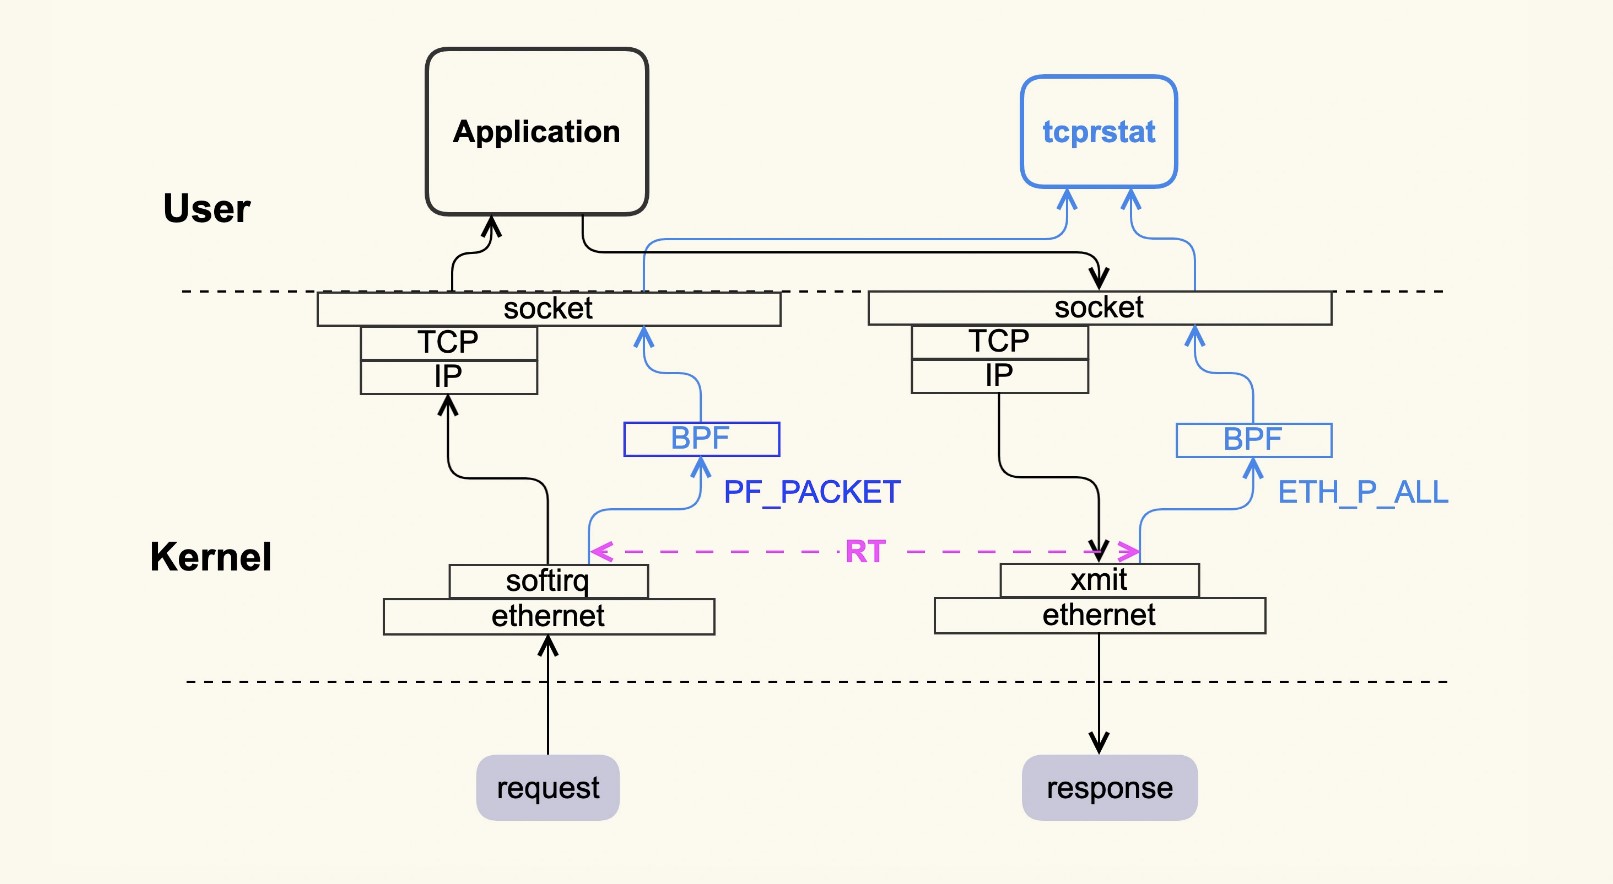 Application
tcprstat
User
socket
socket
TCP
TCP
IP
IP
BPF
BPF
PF_PACKET
ETH_P_ALL
Kernel
RT
softirq
xmit
ethernet
ethernet
request
response